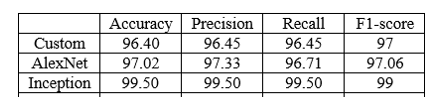 Accuracy Precision Recall F1-score
Custom 96.40 96.45 96.45 97
AlexNet 97.02 97.33 96.71 97.06
Inception 99.50 99.50 99.50 99